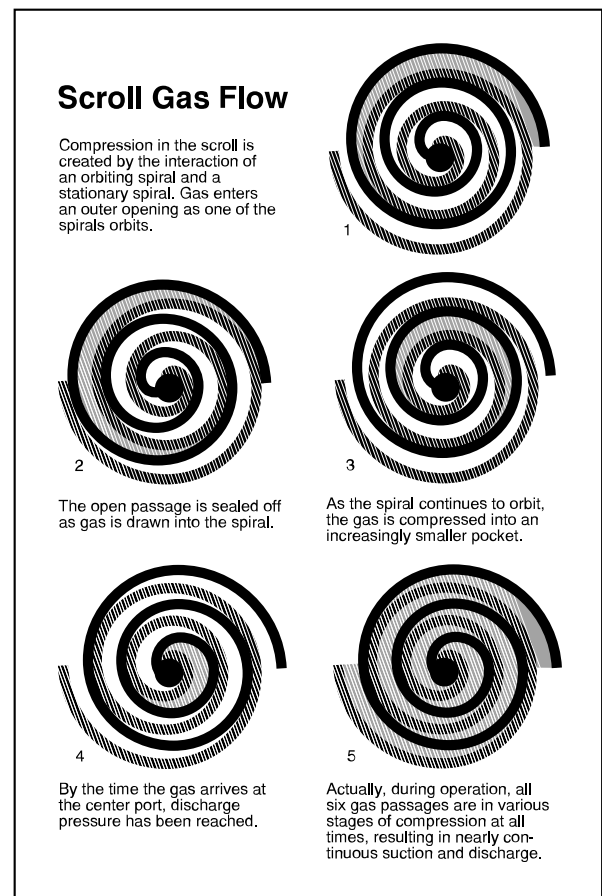 Scroll Gas Flow
Compression in the scroll is
created by the interaction of
an orbiting spiral and a
stationary spiral. Gas enters
an outer opening as one of the
spirals orbits.
1
2
The open passage is sealed off
as gas is drawn into the spiral.
3
As the spiral continues to orbit,
the gas is compressed into an
increasingly smaller pocket.
4
By the time the gas arrives at
the center port, discharge
pressure has been reached.
5
Actually, during operation, all
six gas passages are in various
stages of compression at all
times, resulting in nearly con-
tinuous suction and discharge.